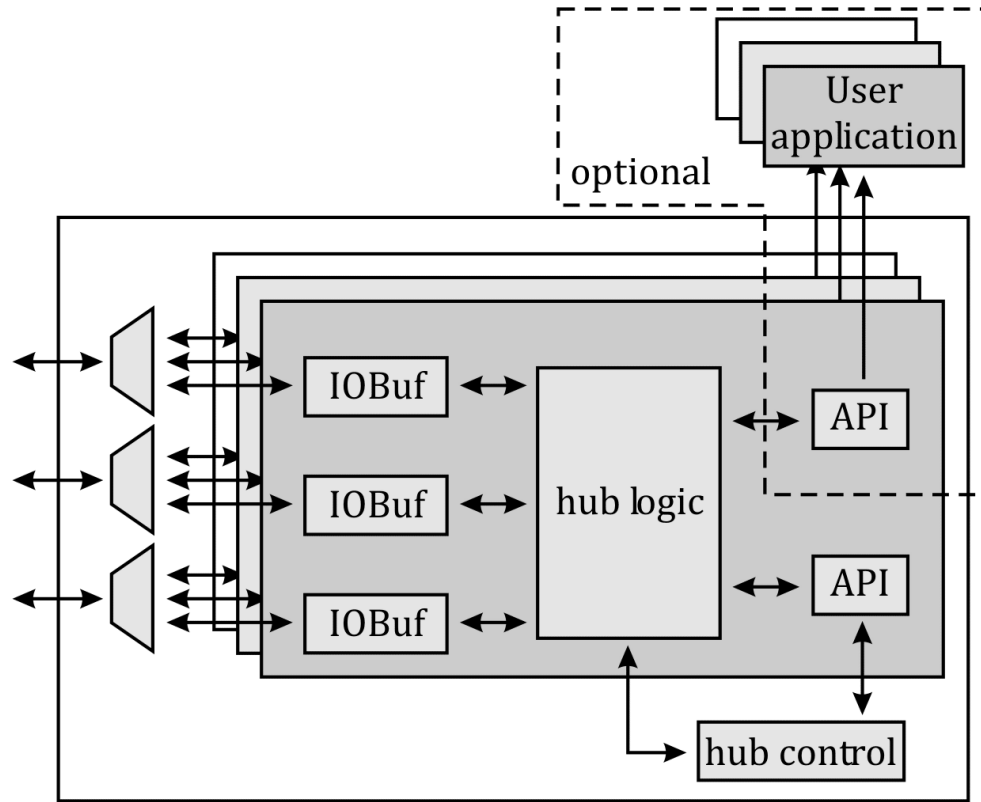 User
application
optional
IOBuf
API
IOBuf
hub logic
API
IOBuf
hub control